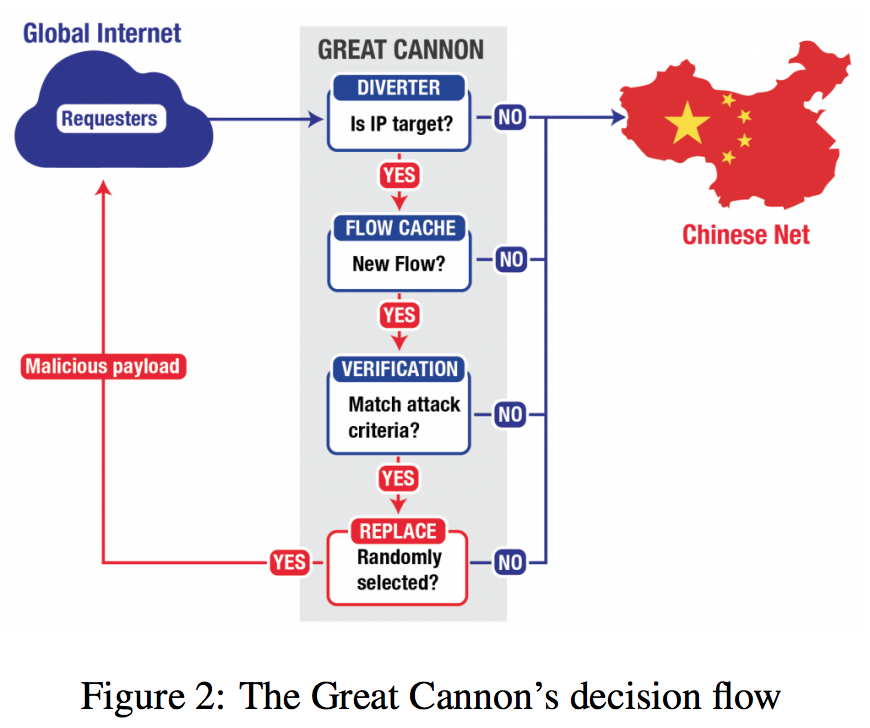 Global Internet
Requesters
GREAT CANNON
DIVERTER
Is IP target?
NO
YES
FLOW CACHE
New Flow?
NO
YES
VERIFICATION
Match attack
criteria?
NO
YES
REPLACE
Randomly
selected?
YES
NO
Malicious payload
Chinese Net
Figure 2: The Great Cannon’s decision flow